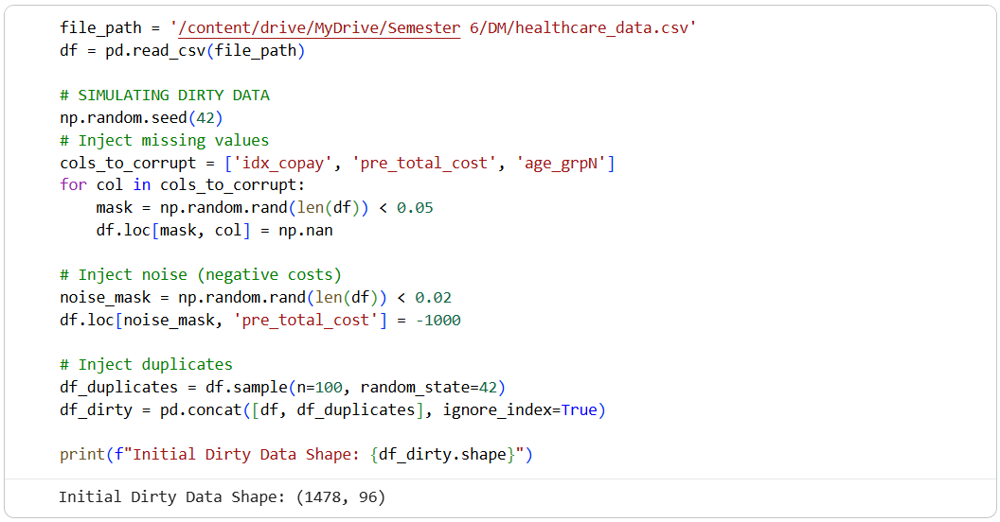 file_path = '/content/drive/MyDrive/Semester 6/DM/healthcare_data.csv'
df = pd.read_csv(file_path)
# SIMULATING DIRTY DATA
np.random.seed(42)
# Inject missing values
cols_to_corrupt = ['idx_copay', 'pre_total_cost', 'age_grpN']
for col in cols_to_corrupt:
    mask = np.random.rand(len(df)) < 0.05
    df.loc[mask, col] = np.nan
# Inject noise (negative costs)
noise_mask = np.random.rand(len(df)) < 0.02
df.loc[noise_mask, 'pre_total_cost'] = -1000
# Inject duplicates
df_duplicates = df.sample(n=100, random_state=42)
df_dirty = pd.concat([df, df_duplicates], ignore_index=True)
print(f"Initial Dirty Data Shape: {df_dirty.shape}")
Initial Dirty Data Shape: (1478, 96)